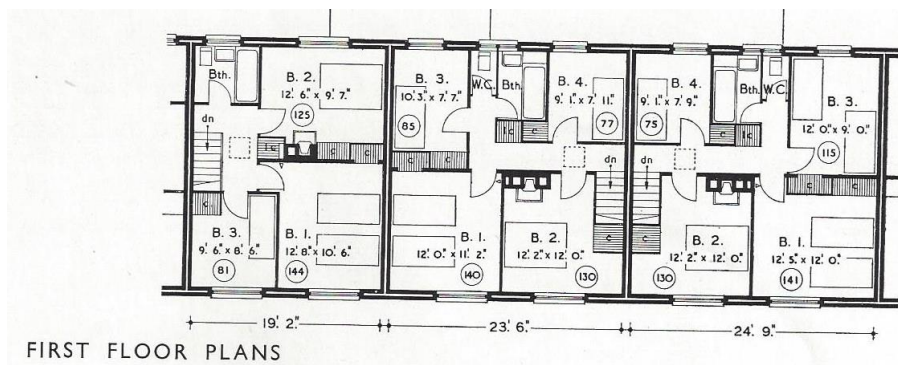 Bth.
B. 2.
12'. 6". x 9'. 7".
125
dn
lc
c
c
c
B. 3.
9'. 6". x 8'. 6".
81
B. 1.
12'. 8". x 10'. 6".
144
B. 3.
10'. 3". x 7'. 7".
85
W.C.
Bth.
lc
c
B. 4.
9'. 1". x 7'. 11".
77
dn
c
c
c
B. 1.
12'. 0". x 11'. 2".
140
B. 2.
12'. 2". x 12'. 0".
130
B. 4.
9'. 1". x 7'. 9".
75
Bth.
W.C.
c
lc
B. 3.
12'. 0". x 9'. 0".
115
dn
c
c
c
B. 2.
12'. 2". x 12'. 0".
130
B. 1.
12'. 5". x 12'. 0".
141
19'. 2".
23'. 6".
24'. 9".
FIRST FLOOR PLANS